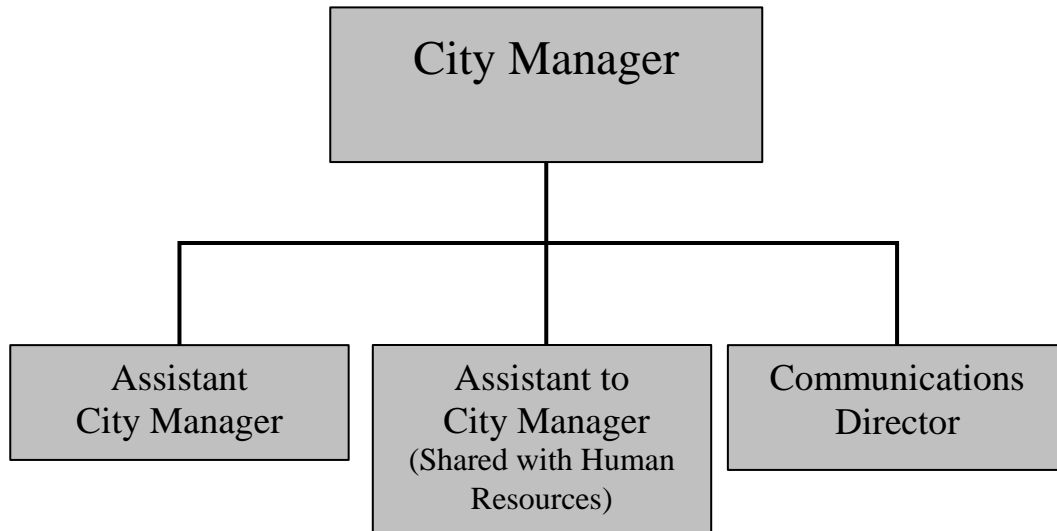 City Manager
Assistant
City Manager
Assistant to
City Manager
(Shared with Human
Resources)
Communications
Director